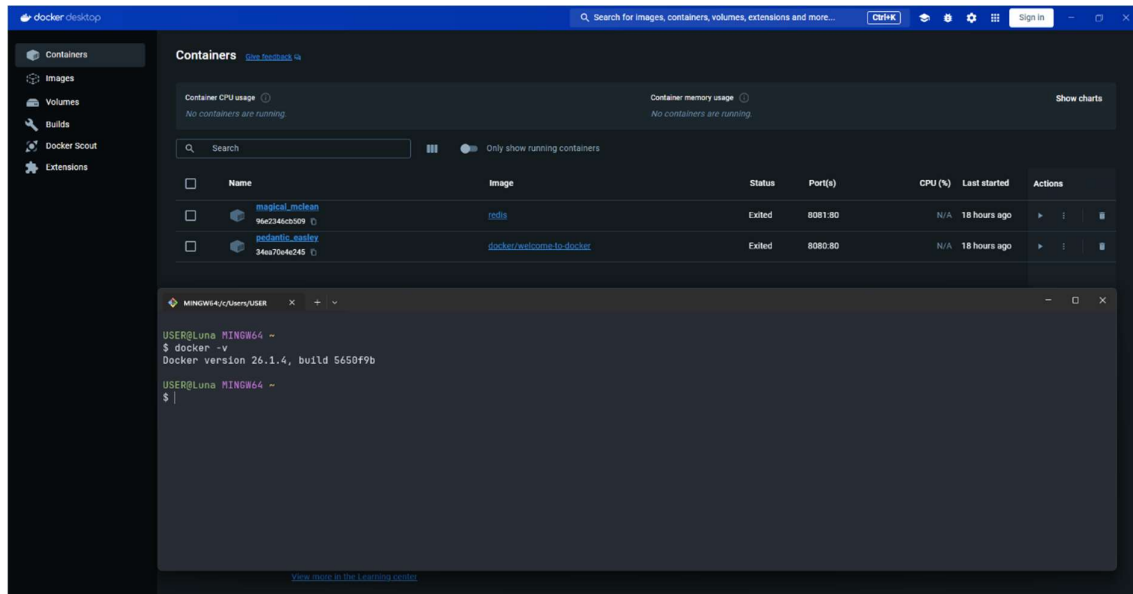 docker desktop
Search for images, containers, volumes, extensions and more...
Ctrl+K
Sign in
Containers
Images
Volumes
Builds
Docker Scout
Extensions
Containers Give feedback
Container CPU usage
No containers are running.
Container memory usage
No containers are running.
Show charts
Search
Only show running containers
Name Image Status Port(s) CPU (%) Last started Actions
magical_mclean
96e2346cb509
redis Exited 8081:80 N/A 18 hours ago
pedantic_easley
34ea70e4e245
docker/welcome-to-docker Exited 8080:80 N/A 18 hours ago
MINGW64:/c/Users/USER
USER@Luna MINGW64 ~
$ docker -v
Docker version 26.1.4, build 5650f9b
USER@Luna MINGW64 ~
$
View more in the Learning center